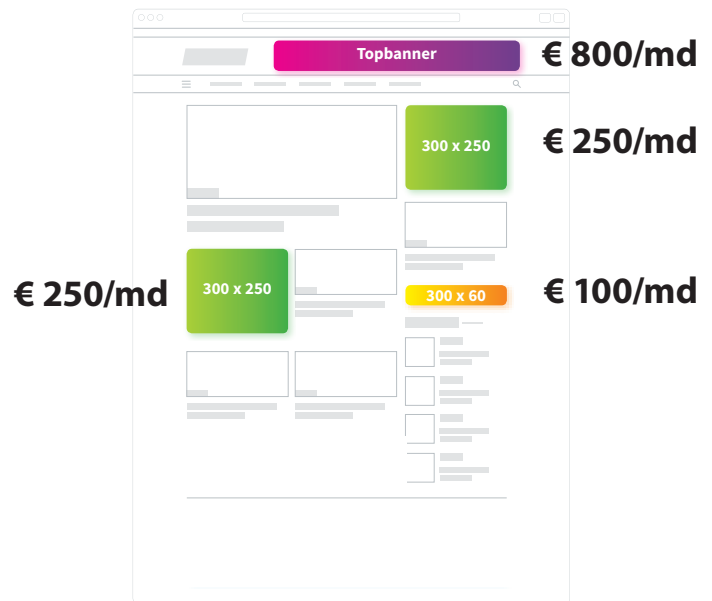 Topbanner
€ 800/md
300 x 250
€ 250/md
€ 250/md
300 x 250
300 x 60
€ 100/md